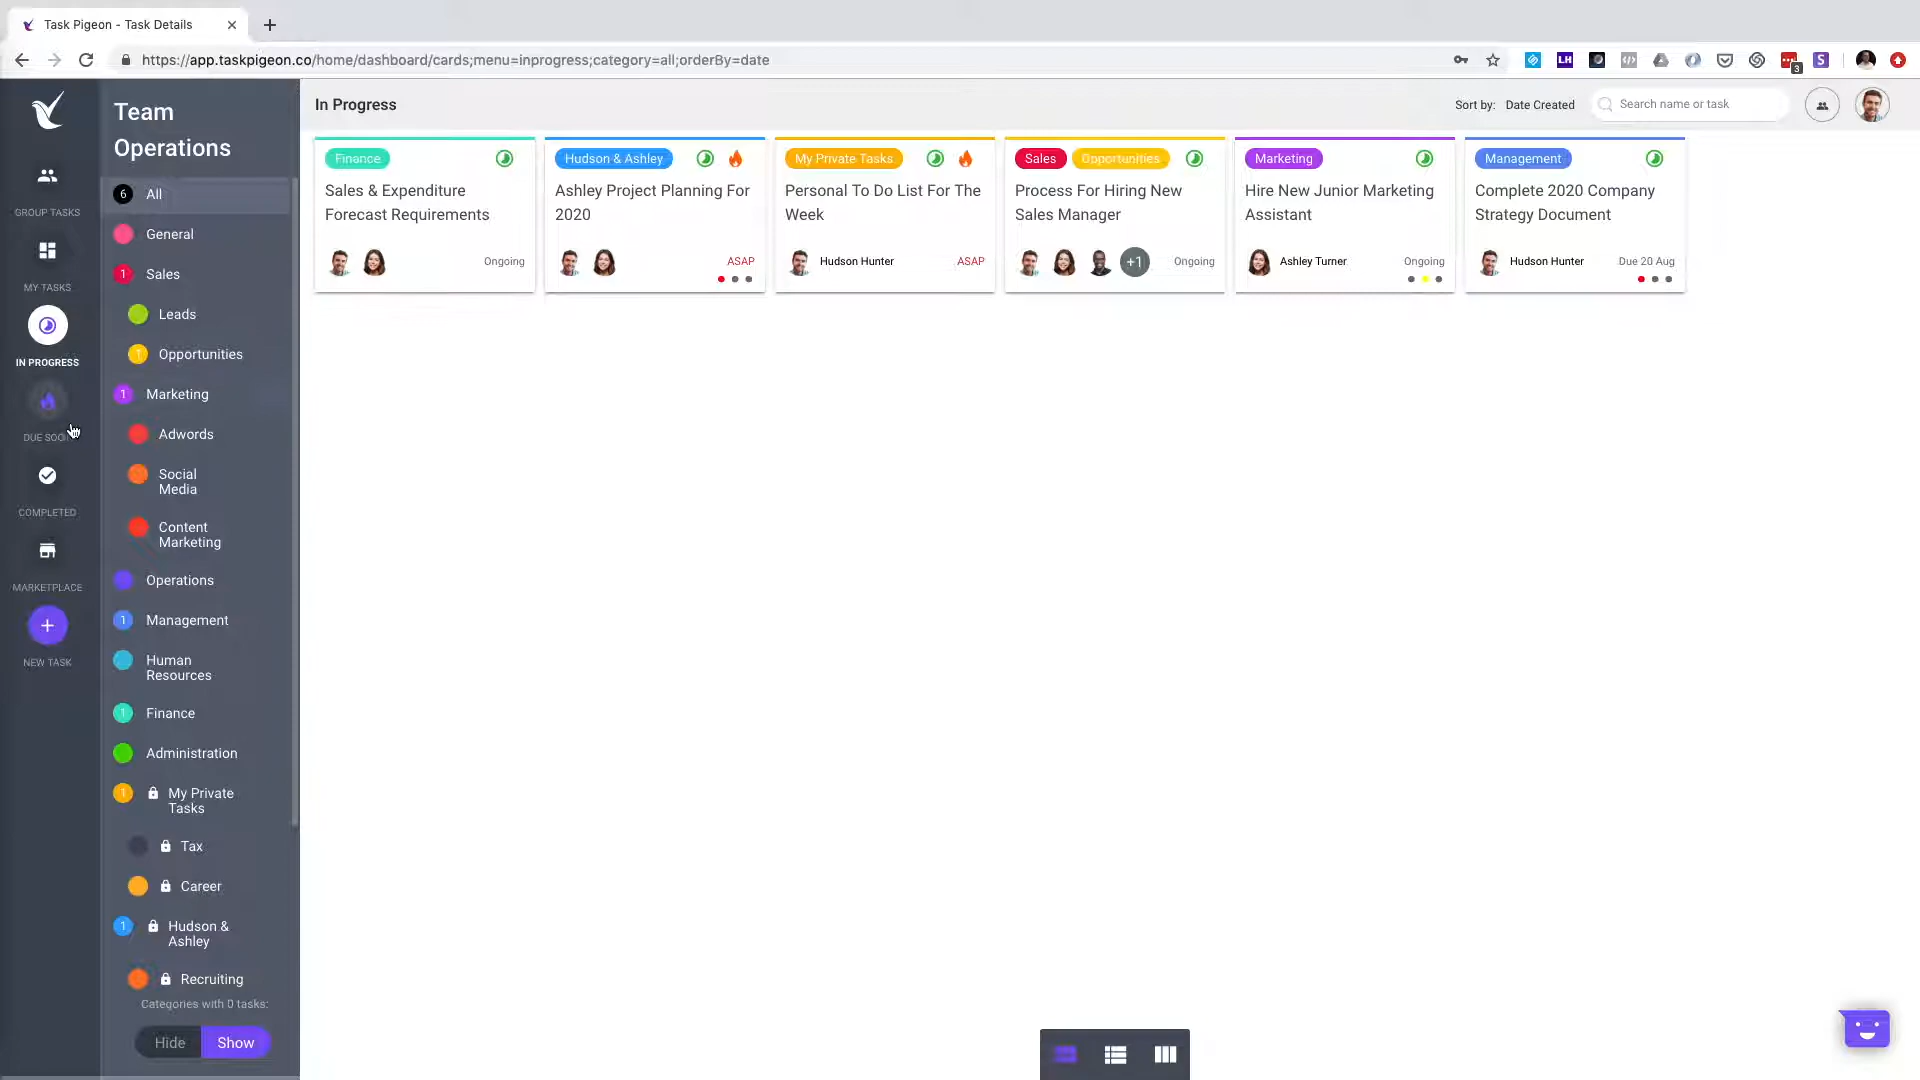 Task Pigeon - Task Details
https://app.taskpigeon.co/home/dashboard/cards;menu=inprogress;category=all;orderBy=date
LH
3
S
Team
Operations
In Progress
Sort by: Date Created
Search name or task
GROUP TASKS
MY TASKS
IN PROGRESS
DUE SOON
COMPLETED
MARKETPLACE
NEW TASK
6 All
General
1 Sales
Leads
1 Opportunities
1 Marketing
Adwords
Social
Media
Content
Marketing
Operations
1 Management
Human
Resources
1 Finance
Administration
1 My Private
Tasks
Tax
Career
1 Hudson &
Ashley
Recruiting
Categories with 0 tasks:
Hide Show
Finance
Sales & Expenditure
Forecast Requirements
Ongoing
Hudson & Ashley
Ashley Project Planning For
2020
ASAP
My Private Tasks
Personal To Do List For The
Week
Hudson Hunter ASAP
Sales Opportunities
Process For Hiring New
Sales Manager
+1 Ongoing
Marketing
Hire New Junior Marketing
Assistant
Ashley Turner Ongoing
Management
Complete 2020 Company
Strategy Document
Hudson Hunter Due 20 Aug